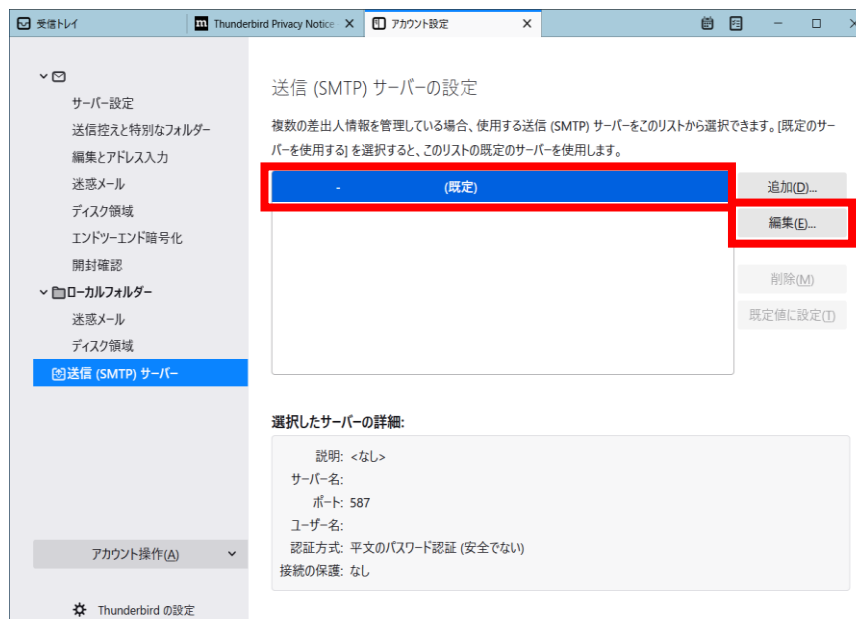 受信トレイ
Thunderbird Privacy Notice
アカウント設定
サーバー設定
送信控えと特別なフォルダー
編集とアドレス入力
迷惑メール
ディスク領域
エンドツーエンド暗号化
開封確認
ローカルフォルダー
迷惑メール
ディスク領域
送信 (SMTP) サーバー
アカウント操作(A)
Thunderbird の設定
送信 (SMTP) サーバーの設定
複数の差出人情報を管理している場合、使用する送信 (SMTP) サーバーをこのリストから選択できます。[既定のサー
バーを使用する] を選択すると、このリストの既定のサーバーを使用します。
- (既定)
追加(D)...
編集(E)...
削除(M)
既定値に設定(T)
選択したサーバーの詳細:
説明: <なし>
サーバー名:
ポート: 587
ユーザー名:
認証方式: 平文のパスワード認証 (安全でない)
接続の保護: なし